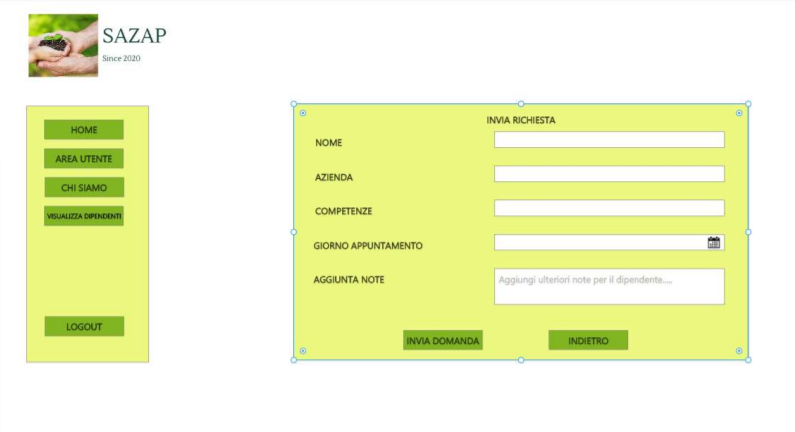 SAZAP
Since 2020
HOME
AREA UTENTE
CHI SIAMO
VISUALIZZA DIPENDENTI
LOGOUT
INVIA RICHIESTA
NOME
AZIENDA
COMPETENZE
GIORNO APPUNTAMENTO
AGGIUNTA NOTE
Aggiungi ulteriori note per il dipendente.....
INVIA DOMANDA
INDIETRO